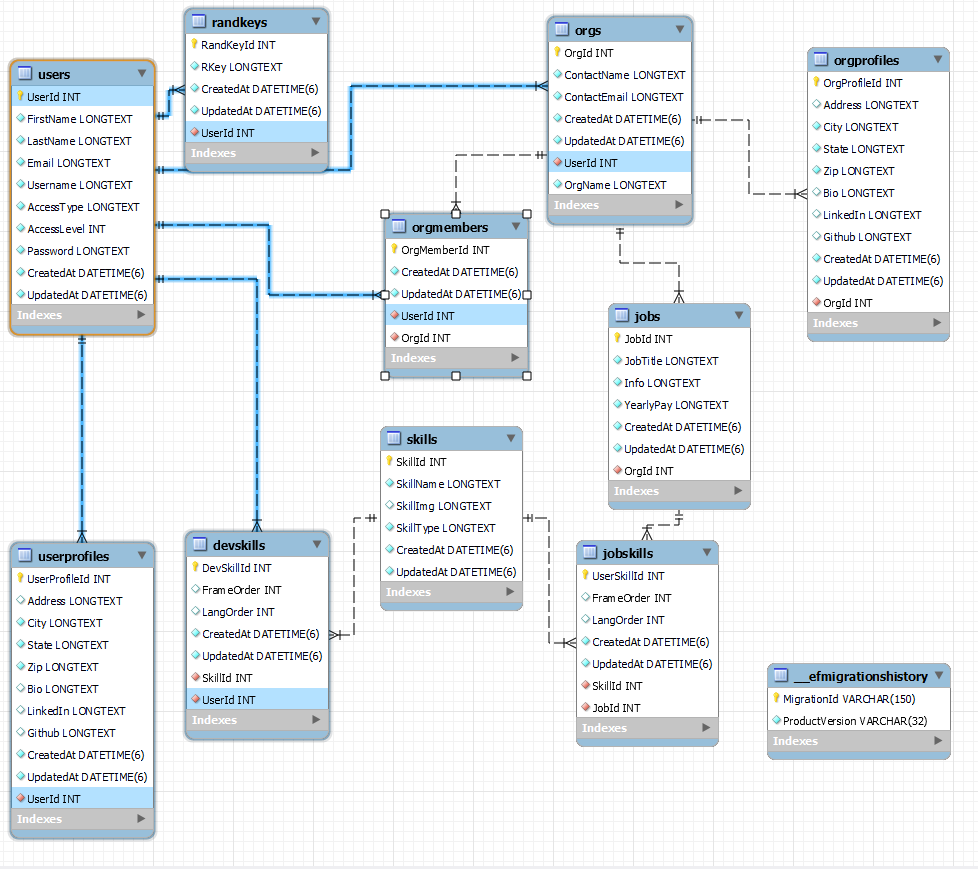 randkeys
RandKeyId INT
RKey LONGTEXT
CreatedAt DATETIME(6)
UpdatedAt DATETIME(6)
UserId INT
Indexes
users
UserId INT
FirstName LONGTEXT
LastName LONGTEXT
Email LONGTEXT
Username LONGTEXT
AccessType LONGTEXT
AccessLevel INT
Password LONGTEXT
CreatedAt DATETIME(6)
UpdatedAt DATETIME(6)
Indexes
orgs
OrgId INT
ContactName LONGTEXT
ContactEmail LONGTEXT
CreatedAt DATETIME(6)
UpdatedAt DATETIME(6)
UserId INT
OrgName LONGTEXT
Indexes
orgprofiles
OrgProfileId INT
Address LONGTEXT
City LONGTEXT
State LONGTEXT
Zip LONGTEXT
Bio LONGTEXT
LinkedIn LONGTEXT
Github LONGTEXT
CreatedAt DATETIME(6)
UpdatedAt DATETIME(6)
OrgId INT
Indexes
orgmembers
OrgMemberId INT
CreatedAt DATETIME(6)
UpdatedAt DATETIME(6)
UserId INT
OrgId INT
Indexes
jobs
JobId INT
JobTitle LONGTEXT
Info LONGTEXT
YearlyPay LONGTEXT
CreatedAt DATETIME(6)
UpdatedAt DATETIME(6)
OrgId INT
Indexes
skills
SkillId INT
SkillName LONGTEXT
SkillImg LONGTEXT
SkillType LONGTEXT
CreatedAt DATETIME(6)
UpdatedAt DATETIME(6)
Indexes
userprofiles
UserProfileId INT
Address LONGTEXT
City LONGTEXT
State LONGTEXT
Zip LONGTEXT
Bio LONGTEXT
LinkedIn LONGTEXT
Github LONGTEXT
CreatedAt DATETIME(6)
UpdatedAt DATETIME(6)
UserId INT
Indexes
devskills
DevSkillId INT
FrameOrder INT
LangOrder INT
CreatedAt DATETIME(6)
UpdatedAt DATETIME(6)
SkillId INT
UserId INT
Indexes
jobskills
UserSkillId INT
FrameOrder INT
LangOrder INT
CreatedAt DATETIME(6)
UpdatedAt DATETIME(6)
SkillId INT
JobId INT
Indexes
__efmigrationshistory
MigrationId VARCHAR(150)
ProductVersion VARCHAR(32)
Indexes